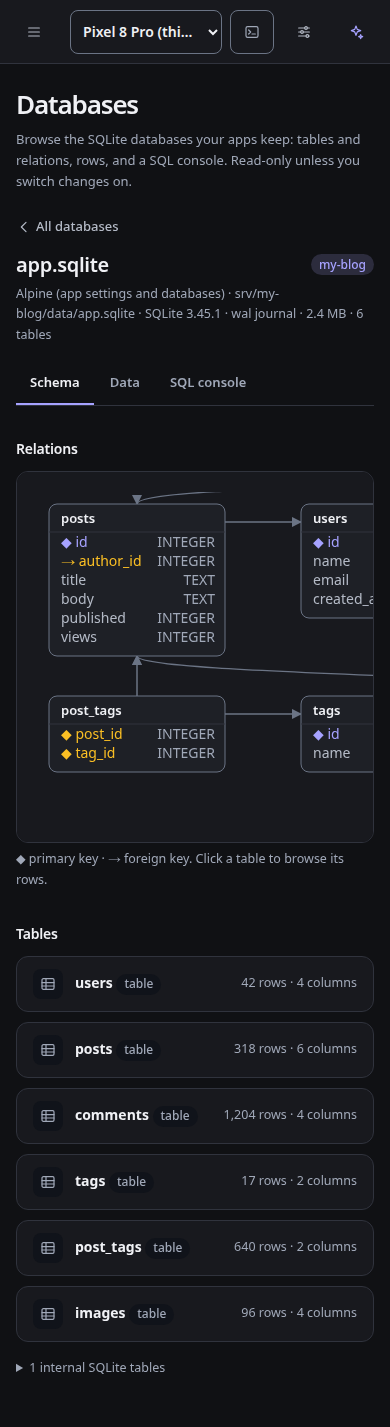 Pixel 8 Pro (thi...
Databases
Browse the SQLite databases your apps keep: tables and
relations, rows, and a SQL console. Read-only unless you
switch changes on.
All databases
app.sqlite
my-blog
Alpine (app settings and databases) · srv/my-
blog/data/app.sqlite · SQLite 3.45.1 · wal journal · 2.4 MB · 6
tables
Schema Data SQL console
Relations
posts
◆ id INTEGER
→ author_id INTEGER
title TEXT
body TEXT
published INTEGER
views INTEGER
users
◆ id
name
email
created_a
post_tags
◆ post_id INTEGER
◆ tag_id INTEGER
tags
◆ id
name
◆ primary key · → foreign key. Click a table to browse its
rows.
Tables
users table 42 rows · 4 columns
posts table 318 rows · 6 columns
comments table 1,204 rows · 4 columns
tags table 17 rows · 2 columns
post_tags table 640 rows · 2 columns
images table 96 rows · 4 columns
▶ 1 internal SQLite tables